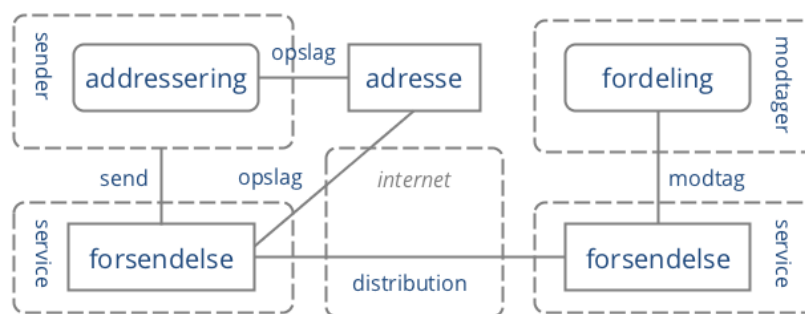 sender
addressering
opslag
adresse
fordeling
modtager
send
opslag
internet
modtag
service
forsendelse
distribution
forsendelse
service